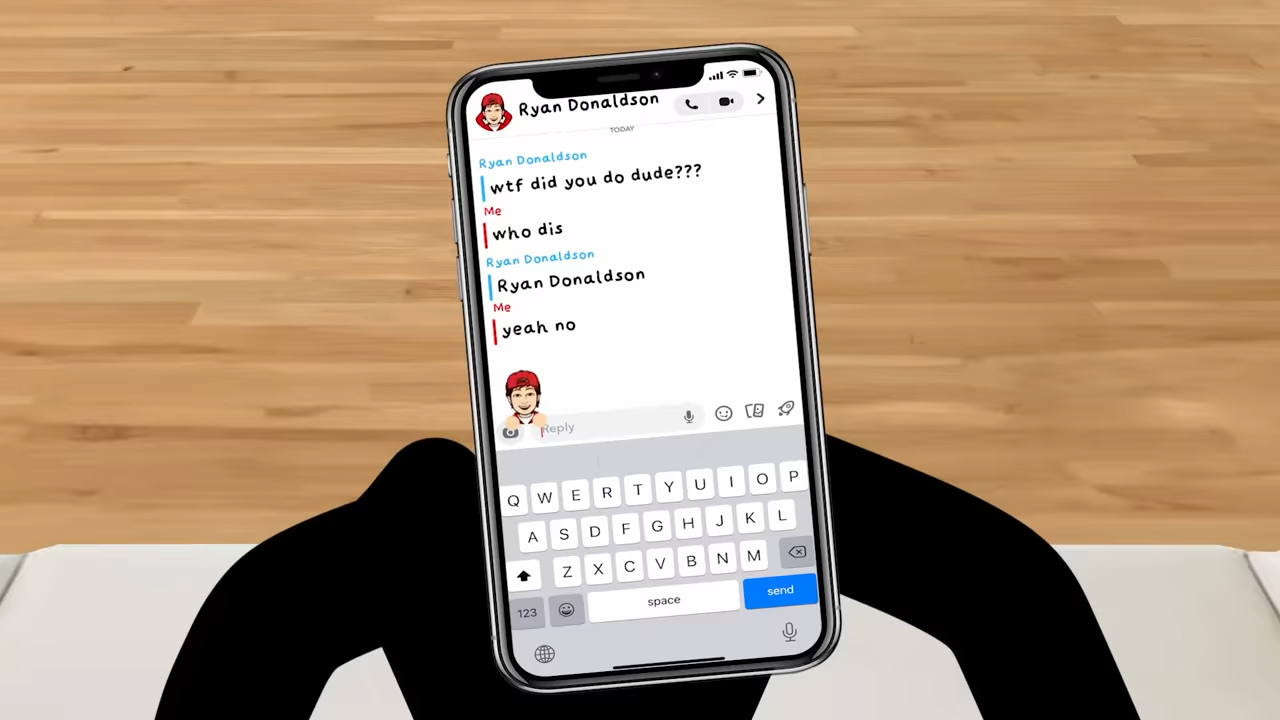 Ryan Donaldson
TODAY
Ryan Donaldson
wtf did you do dude???
Me
who dis
Ryan Donaldson
Ryan Donaldson
Me
yeah no
Reply
Q W E R T Y U I O P
A S D F G H J K L
Z X C V B N M
123 space send